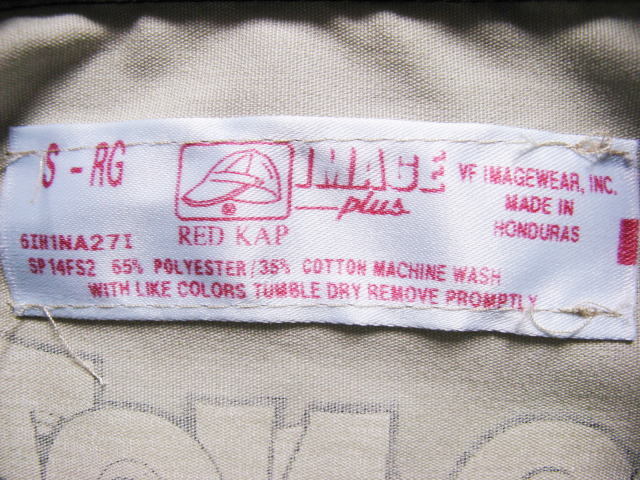 S - RG
IMAGE
plus
RED KAP
VF IMAGEWEAR, INC.
MADE IN
HONDURAS
6IH1NA27I
SP14FS2 65% POLYESTER/35% COTTON MACHINE WASH
WITH LIKE COLORS TUMBLE DRY REMOVE PROMPTLY